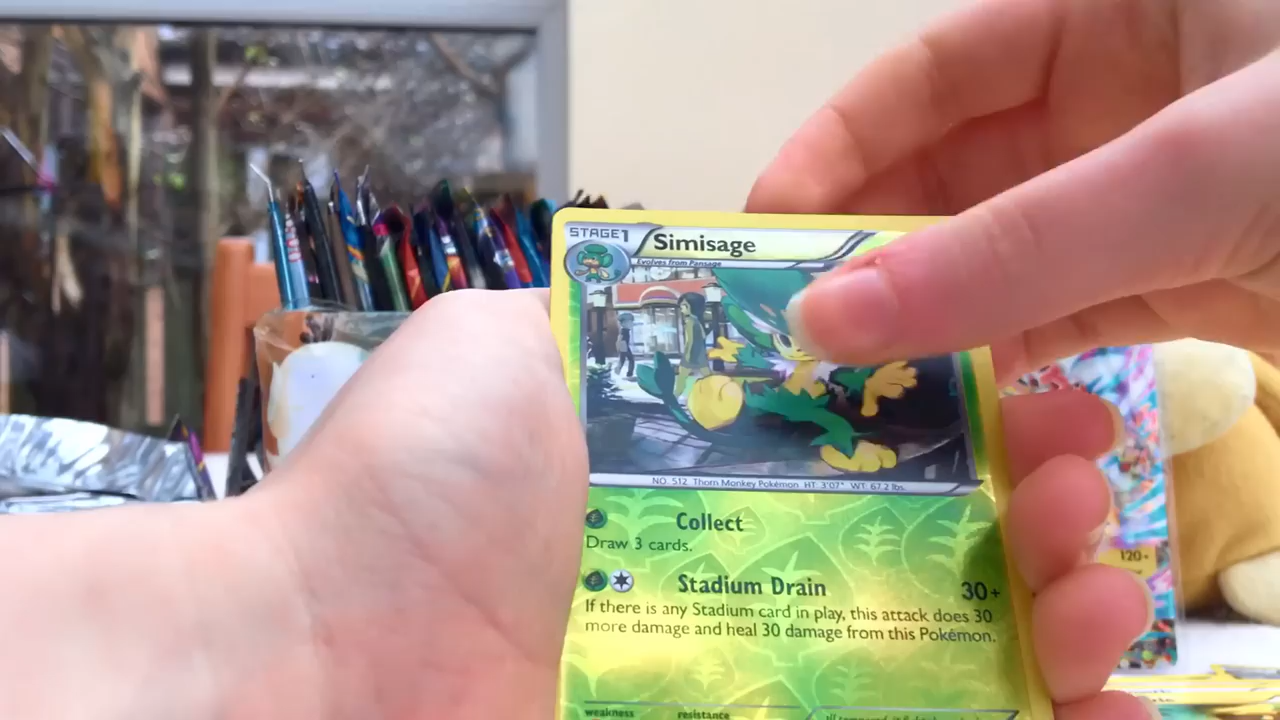 STAGE1
Simisage
Evolves from Pansage
NO. 512 Thorn Monkey Pokémon HT: 3'07" WT: 67.2 lbs.
Collect
Draw 3 cards.
Stadium Drain 30+
If there is any Stadium card in play, this attack does 30
more damage and heal 30 damage from this Pokémon.
weakness resistance
120+